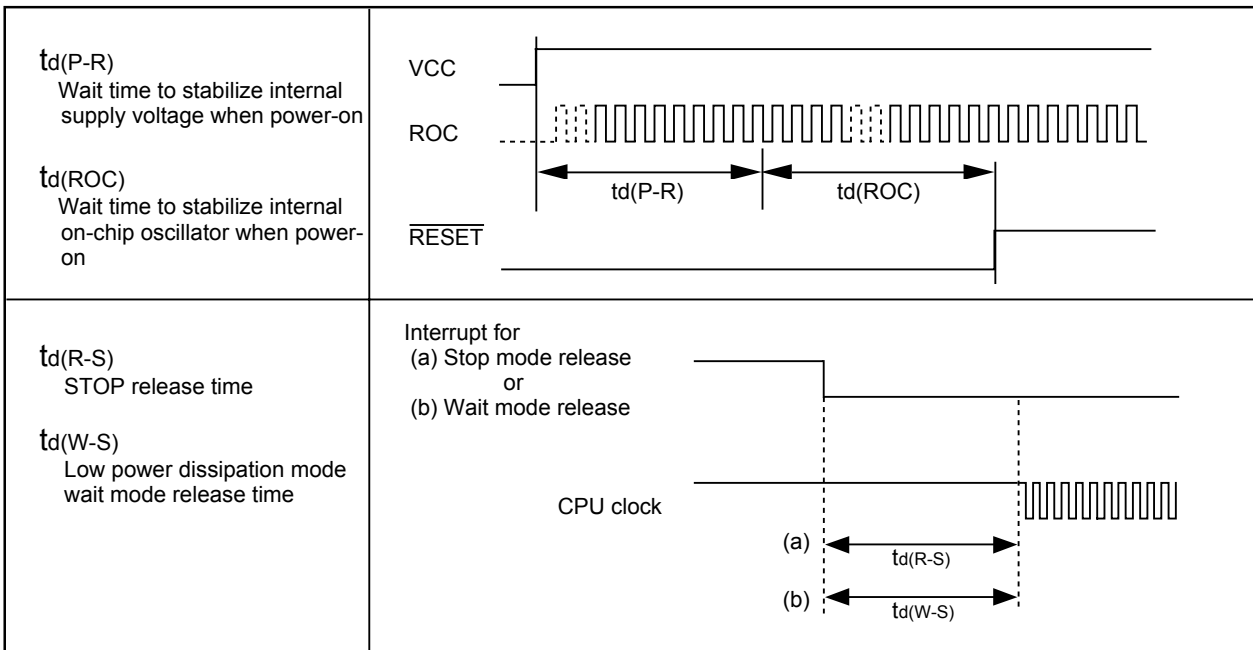 td(P-R)
Wait time to stabilize internal
supply voltage when power-on
td(ROC)
Wait time to stabilize internal
on-chip oscillator when power-
on
VCC
ROC
td(P-R)
td(ROC)
RESET
td(R-S)
STOP release time
td(W-S)
Low power dissipation mode
wait mode release time
Interrupt for
(a) Stop mode release
or
(b) Wait mode release
CPU clock
(a)
td(R-S)
(b)
td(W-S)